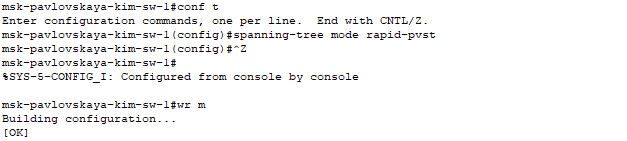 msk-pavlovskaya-kim-sw-1#conf t
Enter configuration commands, one per line.  End with CNTL/Z.
msk-pavlovskaya-kim-sw-1(config)#spanning-tree mode rapid-pvst
msk-pavlovskaya-kim-sw-1(config)#^Z
msk-pavlovskaya-kim-sw-1#
%SYS-5-CONFIG_I: Configured from console by console

msk-pavlovskaya-kim-sw-1#wr m
Building configuration...
[OK]